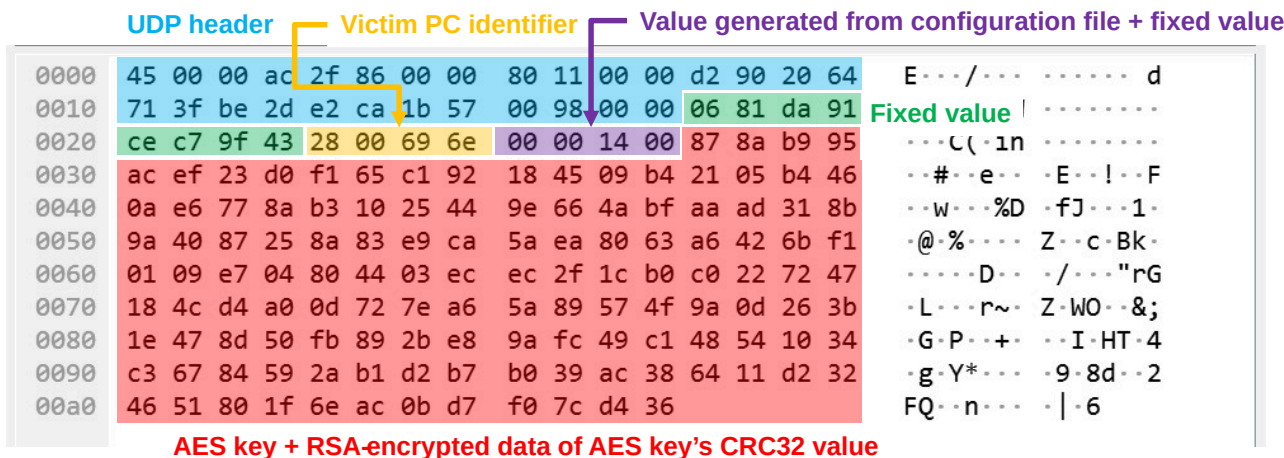 UDP header Victim PC identifier Value generated from configuration file + fixed value
0000 45 00 00 ac 2f 86 00 00 80 11 00 00 d2 90 20 64 E···/··· ······ d
0010 71 3f be 2d e2 ca 1b 57 00 98 00 00 06 81 da 91 Fixed value ········
0020 ce c7 9f 43 28 00 69 6e 00 00 14 00 87 8a b9 95 ···C(·in ········
0030 ac ef 23 d0 f1 65 c1 92 18 45 09 b4 21 05 b4 46 ··#··e·· ·E··!··F
0040 0a e6 77 8a b3 10 25 44 9e 66 4a bf aa ad 31 8b ··w···%D ·fJ···1·
0050 9a 40 87 25 8a 83 e9 ca 5a ea 80 63 a6 42 6b f1 ·@·%···· Z··c·Bk·
0060 01 09 e7 04 80 44 03 ec ec 2f 1c b0 c0 22 72 47 ·····D·· ·/···"rG
0070 18 4c d4 a0 0d 72 7e a6 5a 89 57 4f 9a 0d 26 3b ·L···r~· Z·WO··&;
0080 1e 47 8d 50 fb 89 2b e8 9a fc 49 c1 48 54 10 34 ·G·P··+· ··I·HT·4
0090 c3 67 84 59 2a b1 d2 b7 b0 39 ac 38 64 11 d2 32 ·g·Y*··· ·9·8d··2
00a0 46 51 80 1f 6e ac 0b d7 f0 7c d4 36 FQ··n··· ·|·6
AES key + RSA-encrypted data of AES key’s CRC32 value